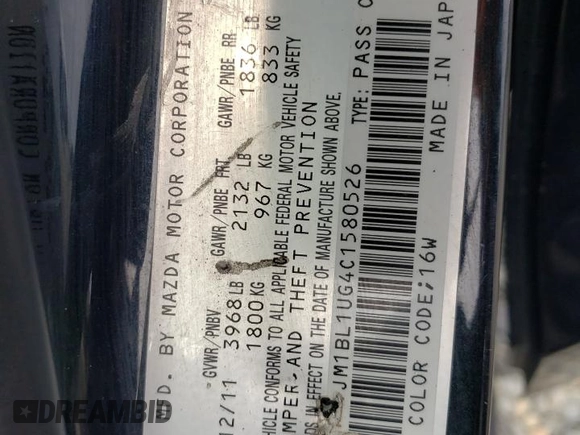 MFD. BY MAZDA MOTOR CORPORATION
12/11
GVWR/PNBV
3968 LB
1800 KG
GAWR/PNBE FRT
2132 LB
967 KG
GAWR/PNBE RR
1836 LB
833 KG
VEHICLE CONFORMS TO ALL APPLICABLE FEDERAL MOTOR VEHICLE SAFETY
MPER-AND THEFT PREVENTION
DS IN EFFECT ON THE DATE OF MANUFACTURE SHOWN ABOVE.
JM1BL1UG4C1580526 TYPE: PASS
COLOR CODE;16W MADE IN JAP
DREAMBID